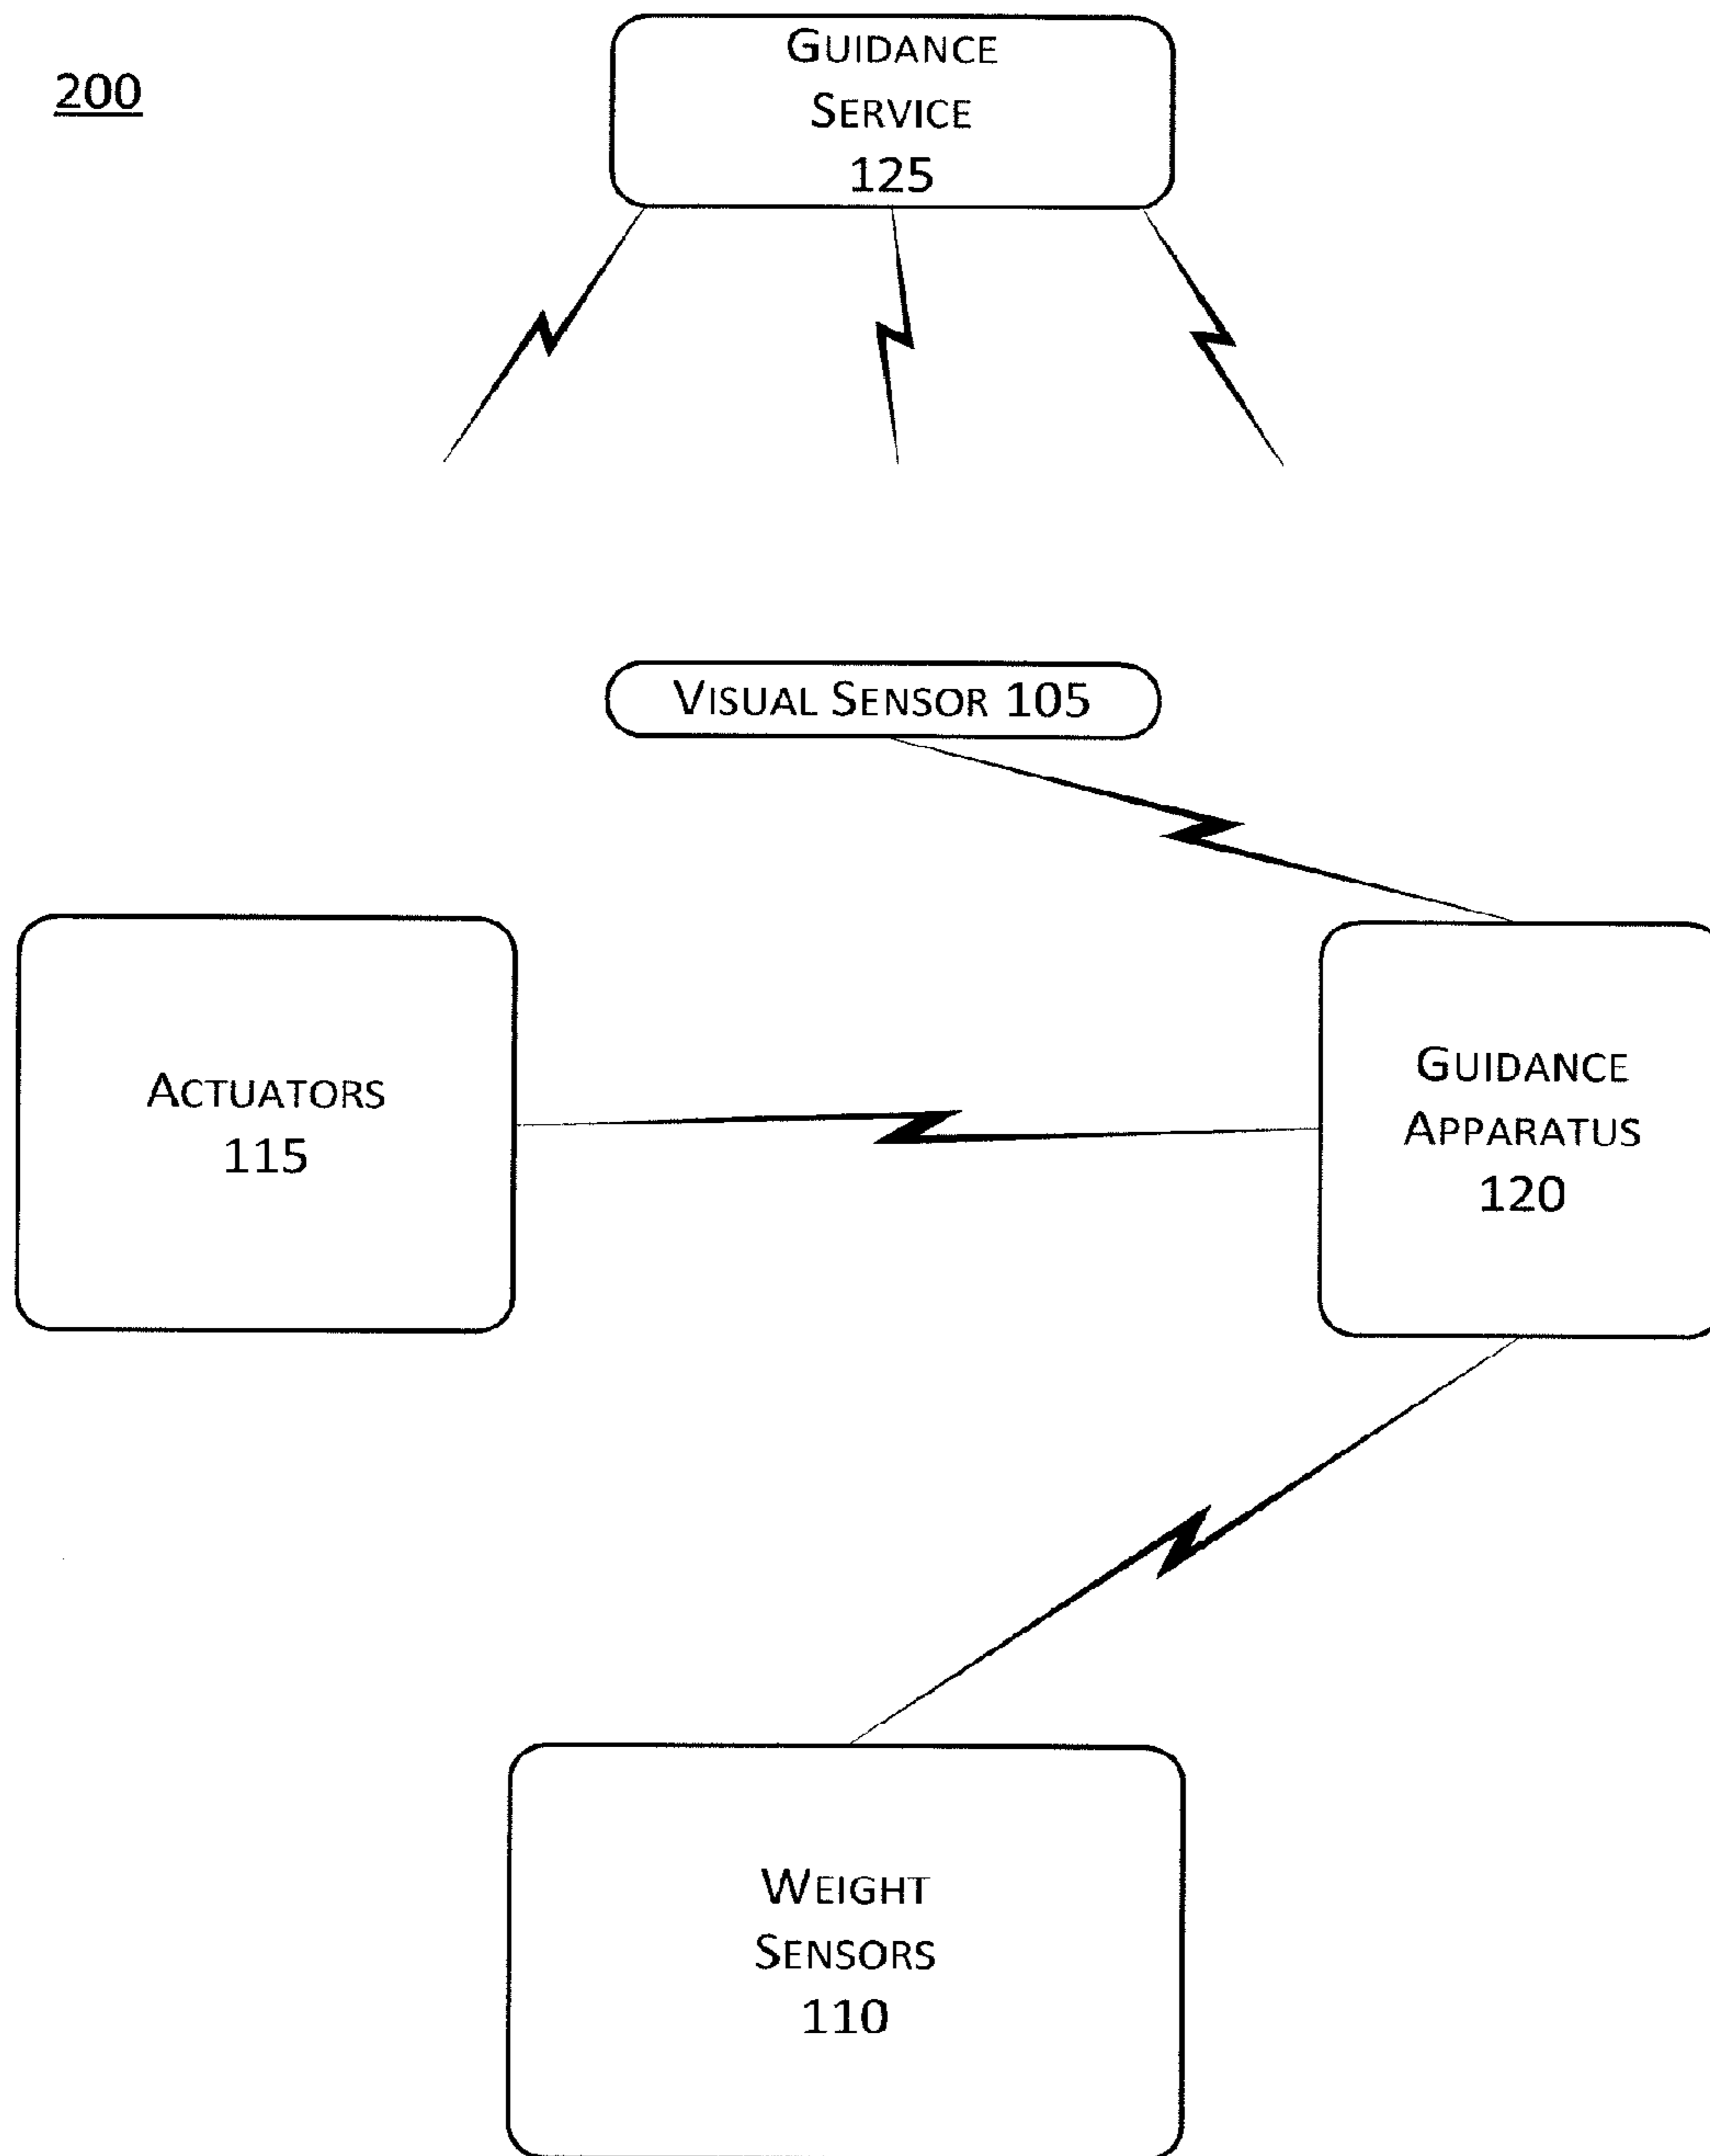 200
GUIDANCE
SERVICE
125
VISUAL SENSOR 105
ACTUATORS
115
GUIDANCE
APPARATUS
120
WEIGHT
SENSORS
110